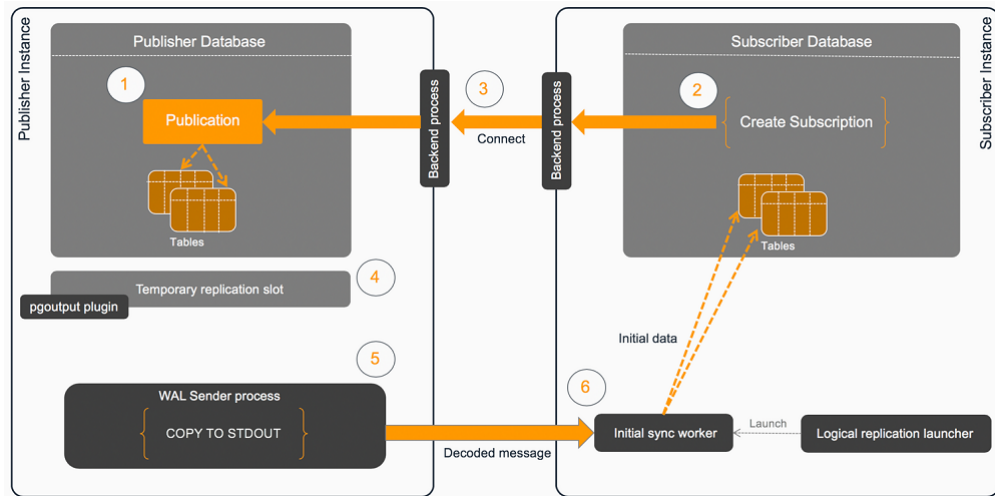 Publisher Instance
Publisher Database
1
Publication
Tables
Temporary replication slot
4
pgoutput plugin
5
WAL Sender process
COPY TO STDOUT
Backend process
3
Connect
Backend process
Decoded message
Subscriber Instance
Subscriber Database
2
Create Subscription
Tables
Initial data
6
Initial sync worker
Launch
Logical replication launcher